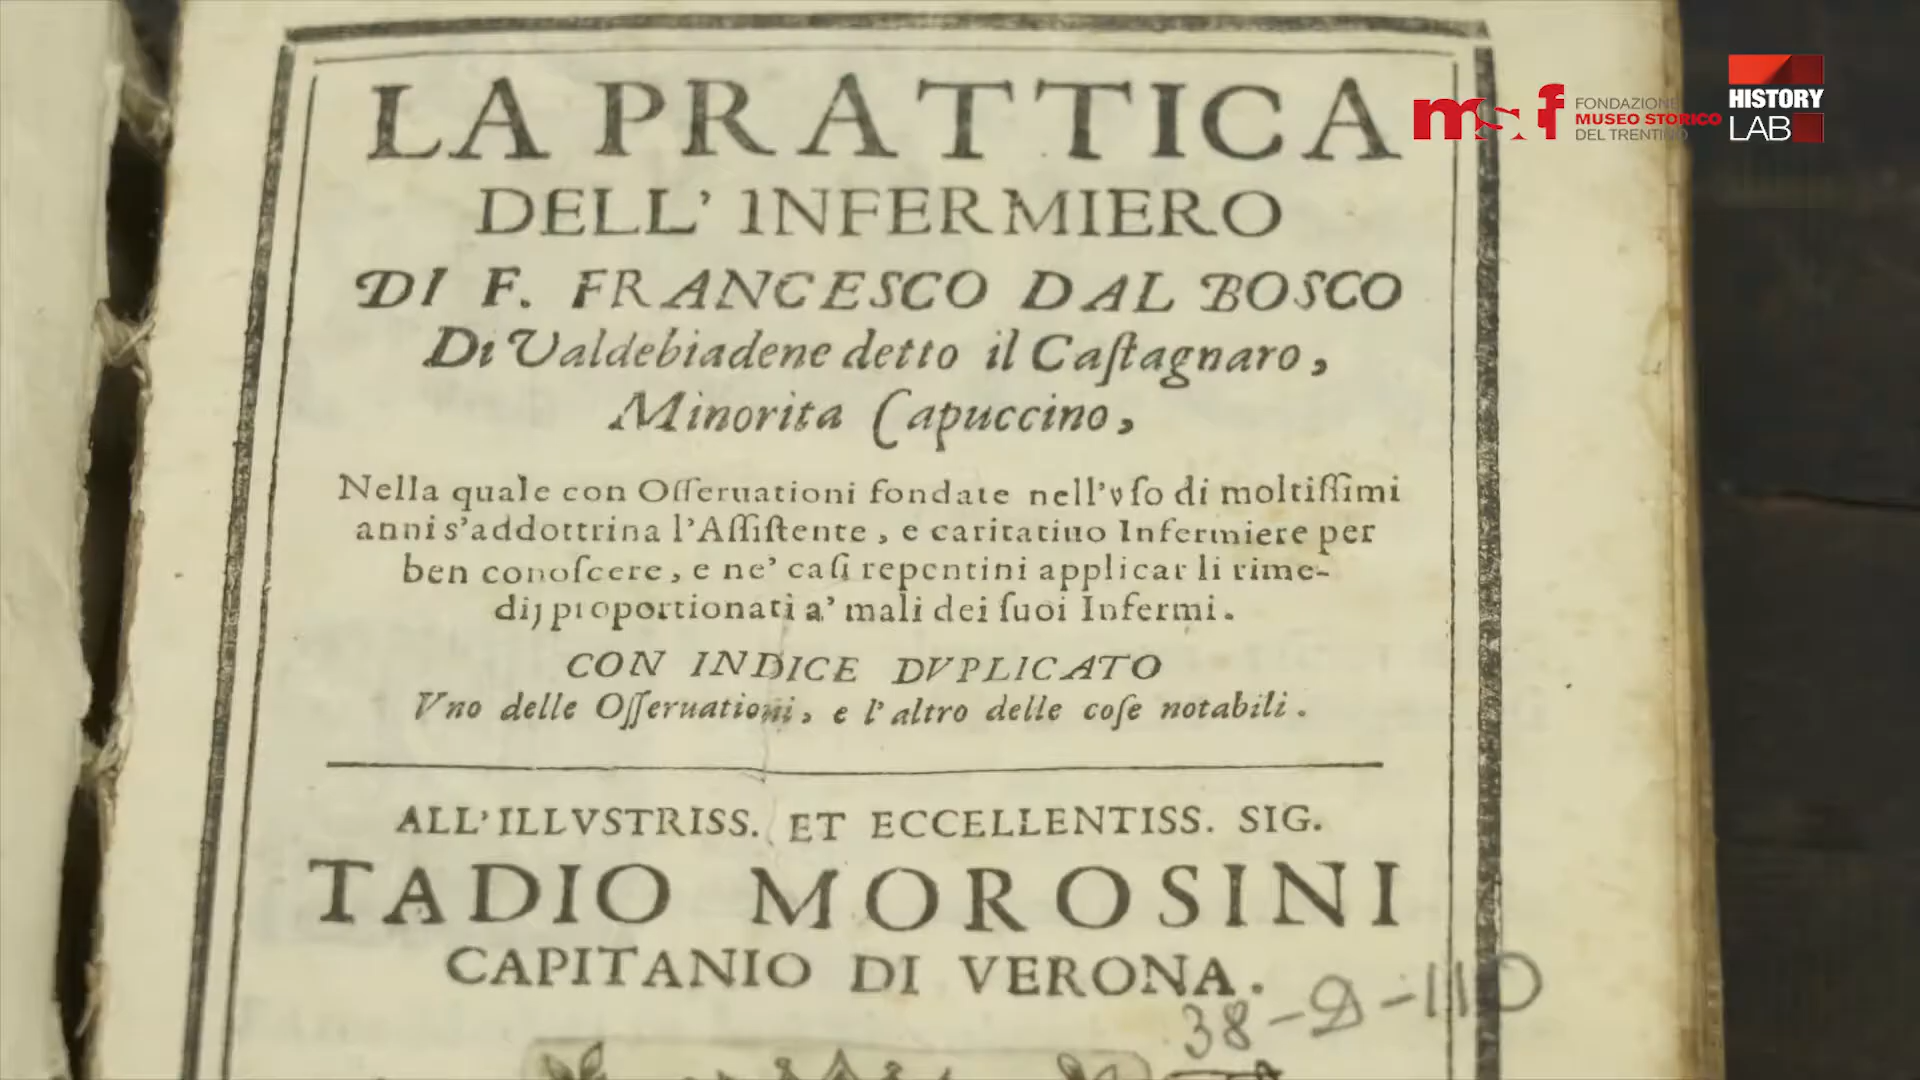 LA PRATTICA
DELL' INFERMIERO
DI F. FRANCESCO DAL BOSCO
Di Valdebiadene detto il Caſtagnaro,
Minorita Capuccino,
Nella quale con Oſſeruationi fondate nell'vſo di moltiſſimi
anni s'addottrina l'Aſſiſtente, e caritatiuo Infermiere per
ben conoſcere, e ne' caſi repentini applicar li rime-
dij proportionati a' mali dei ſuoi Infermi.
CON INDICE DVPLICATO
Vno delle Oſſeruationi, e l'altro delle coſe notabili.
ALL'ILLVSTRISS. ET ECCELLENTISS. SIG.
TADIO MOROSINI
CAPITANIO DI VERONA.
38-D-110
msf
FONDAZIONE
MUSEO STORICO
DEL TRENTINO
HISTORY
LAB